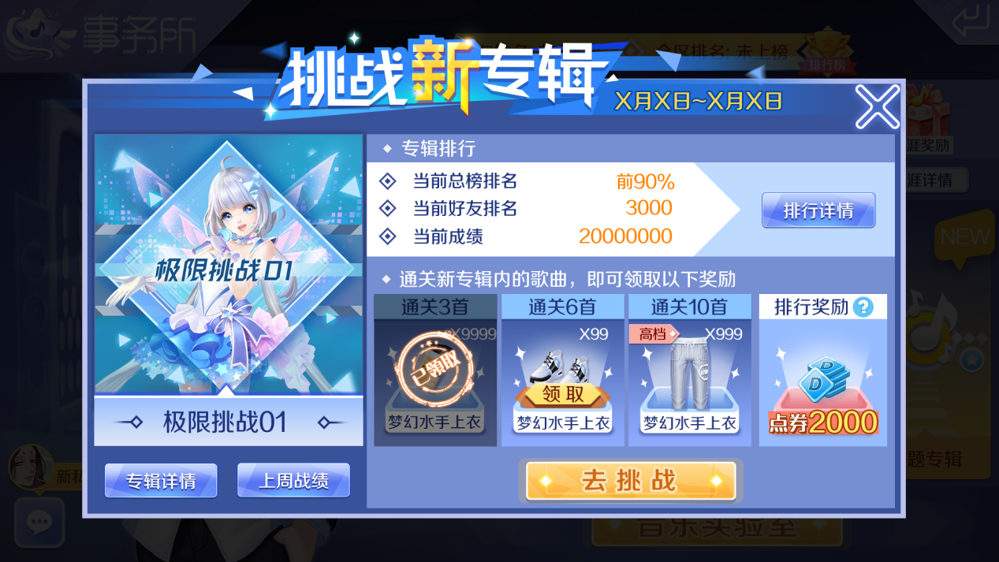 事务所
挑战新专辑
X月X日~X月X日
全区排名: 未上榜
排行榜
涯奖励
涯详情
NEW
极限挑战01
极限挑战01
专辑详情
上周战绩
专辑排行
当前总榜排名 前90%
当前好友排名 3000
当前成绩 20000000
排行详情
通关新专辑内的歌曲，即可领取以下奖励
通关3首
X9999
已领取
梦幻水手上衣
通关6首
X99
领取
梦幻水手上衣
通关10首
高档 X999
梦幻水手上衣
排行奖励 ?
点券2000
去挑战
新私
题专辑
音乐实验室